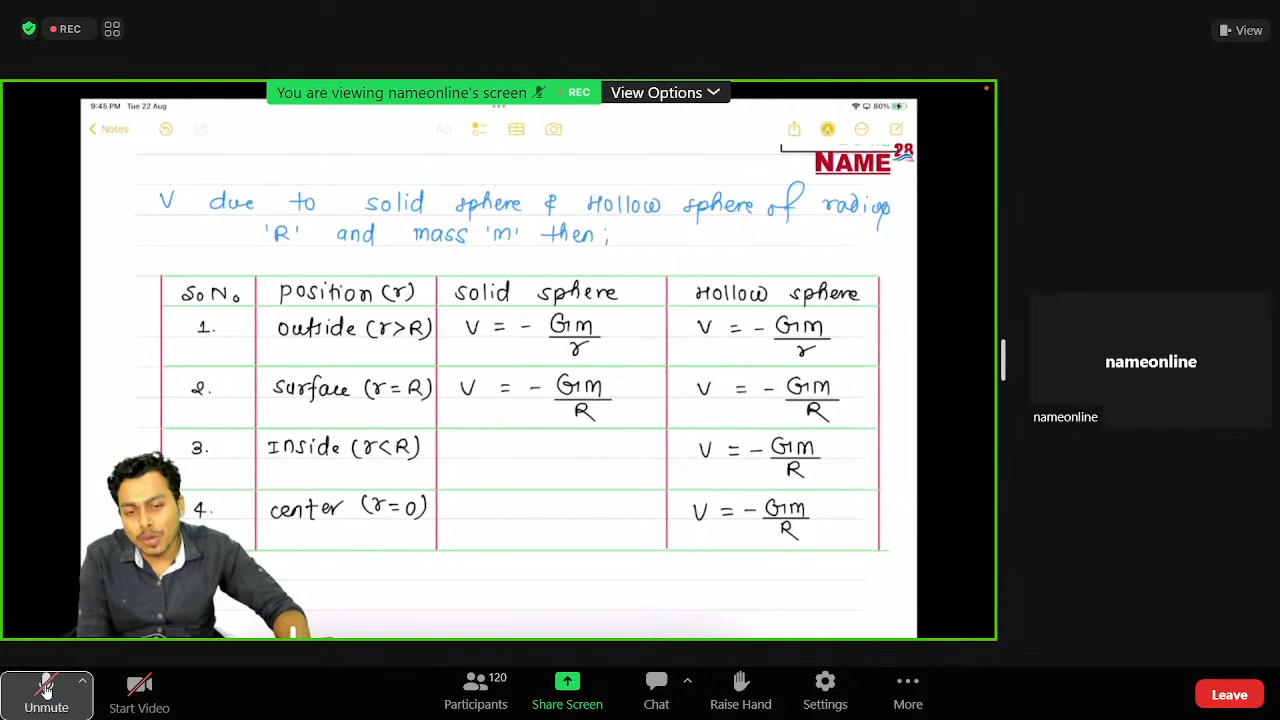 REC
View
You are viewing nameonline's screen REC View Options
9:45 PM Tue 22 Aug 80%
Notes Aa
NAME 28
V due to solid sphere & Hollow sphere of radius
'R' and mass 'm' then;
So No position (r) solid sphere Hollow sphere
1. outside (r>R) V = - Gm/r V = - Gm/r
2. surface (r=R) V = - Gm/R V = - Gm/R
3. Inside (r<R) V = - Gm/R
4. center (r=0) V = - Gm/R
nameonline
nameonline
Unmute Start Video 120 Participants Share Screen Chat Raise Hand Settings More Leave